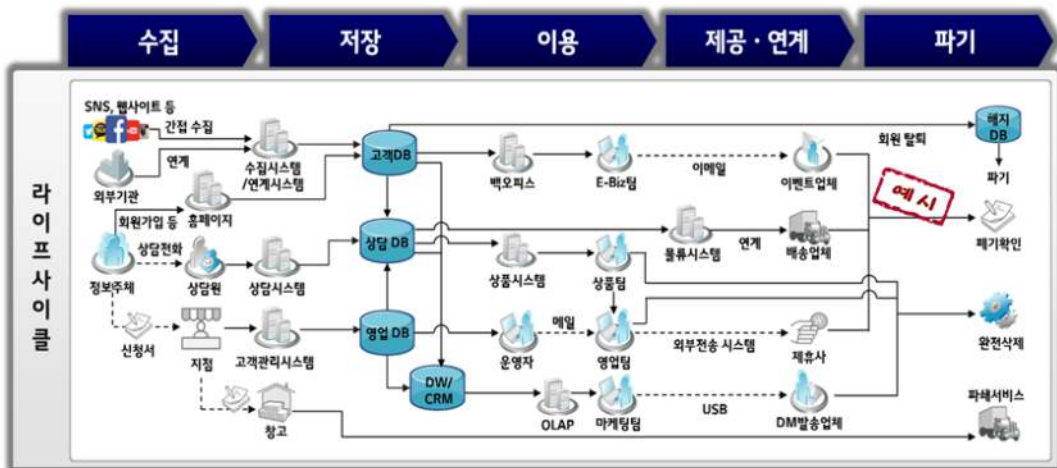 수집
저장
이용
제공 · 연계
파기
라이프사이클
SNS, 웹사이트 등
간접 수집
연계
외부기관
수집시스템
/연계시스템
고객DB
백오피스
E-Biz팀
이메일
이벤트업체
회원 탈퇴
해지
DB
파기
예시
회원가입 등
홈페이지
상담전화
정보주체
상담원
상담시스템
상담 DB
상품시스템
상품팀
물류시스템
연계
배송업체
폐기확인
신청서
지점
고객관리시스템
영업 DB
운영자
메일
영업팀
외부전송 시스템
제휴사
완전삭제
창고
DW/
CRM
OLAP
마케팅팀
USB
DM발송업체
파쇄서비스